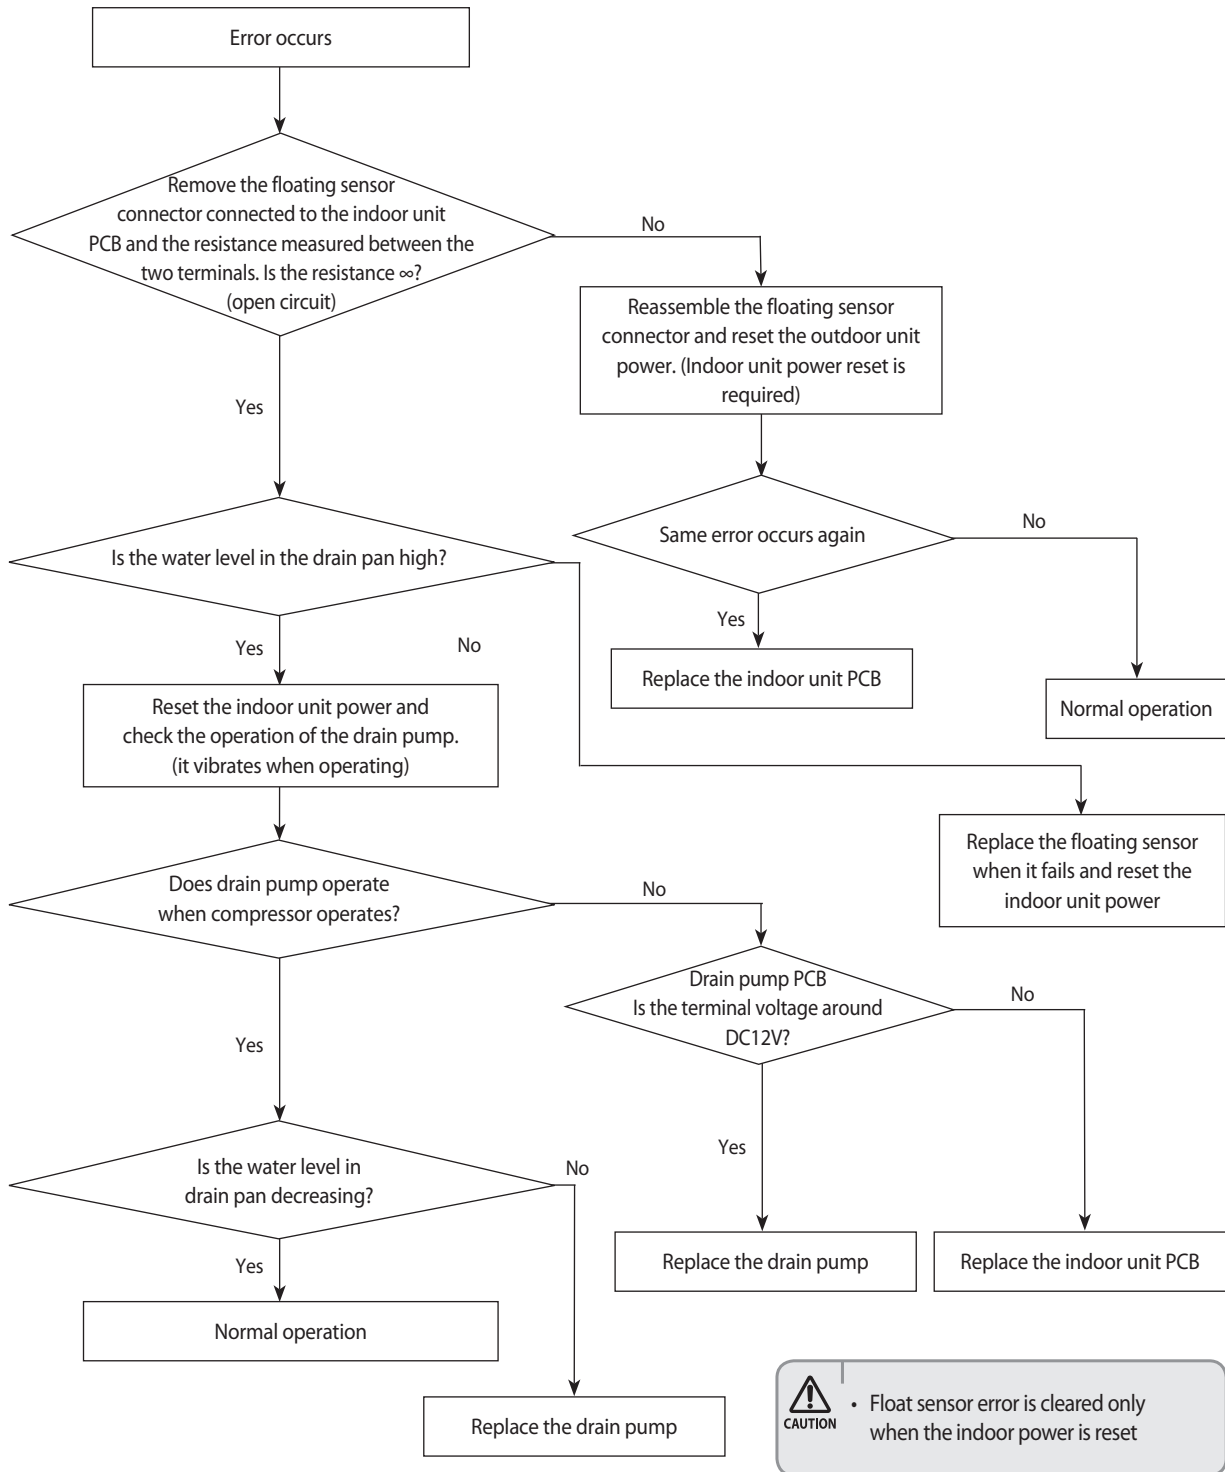 Error occurs
Remove the floating sensor
connector connected to the indoor unit
PCB and the resistance measured between the
two terminals. Is the resistance ∞?
(open circuit)
No
Reassemble the floating sensor
connector and reset the outdoor unit
power. (Indoor unit power reset is
required)
Yes
Same error occurs again
No
Is the water level in the drain pan high?
Yes
Replace the indoor unit PCB
Normal operation
Yes
No
Reset the indoor unit power and
check the operation of the drain pump.
(it vibrates when operating)
Replace the floating sensor
when it fails and reset the
indoor unit power
Does drain pump operate
when compressor operates?
No
Drain pump PCB
Is the terminal voltage around
DC12V?
No
Yes
Yes
Is the water level in
drain pan decreasing?
No
Replace the drain pump
Replace the indoor unit PCB
Yes
Normal operation
Replace the drain pump
CAUTION
• Float sensor error is cleared only
when the indoor power is reset